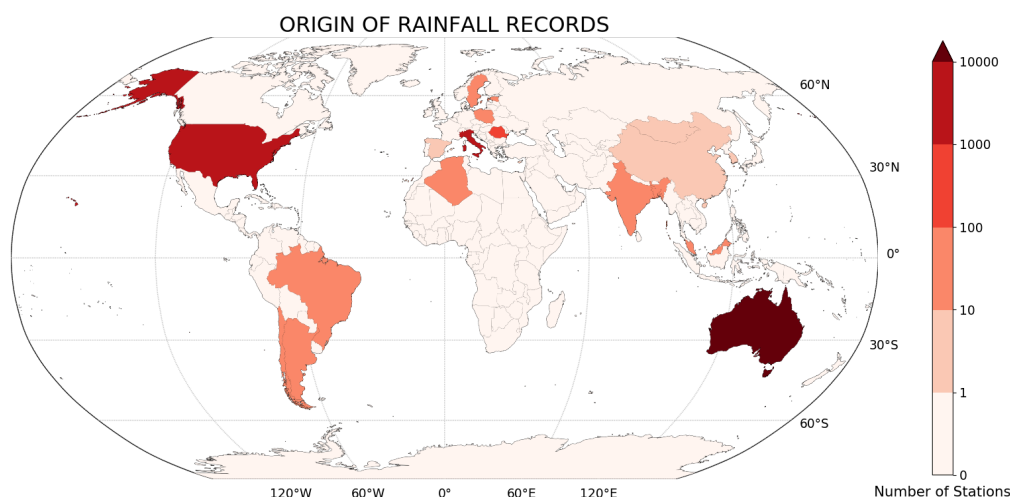 ORIGIN OF RAINFALL RECORDS
10000
60°N
1000
30°N
100
0°
10
30°S
1
60°S
0
120°W 60°W 0° 60°E 120°E
Number of Stations